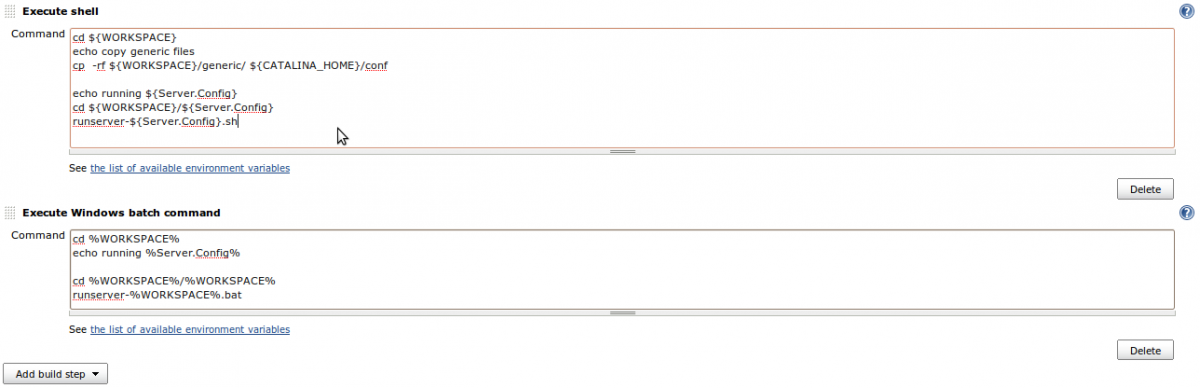 Execute shell
Command
cd ${WORKSPACE}
echo copy generic files
cp  -rf ${WORKSPACE}/generic/ ${CATALINA_HOME}/conf
echo running ${Server.Config}
cd ${WORKSPACE}/${Server.Config}
runserver-${Server.Config}.sh
See the list of available environment variables
Delete
Execute Windows batch command
Command
cd %WORKSPACE%
echo running %Server.Config%
cd %WORKSPACE%/%WORKSPACE%
runserver-%WORKSPACE%.bat
See the list of available environment variables
Delete
Add build step